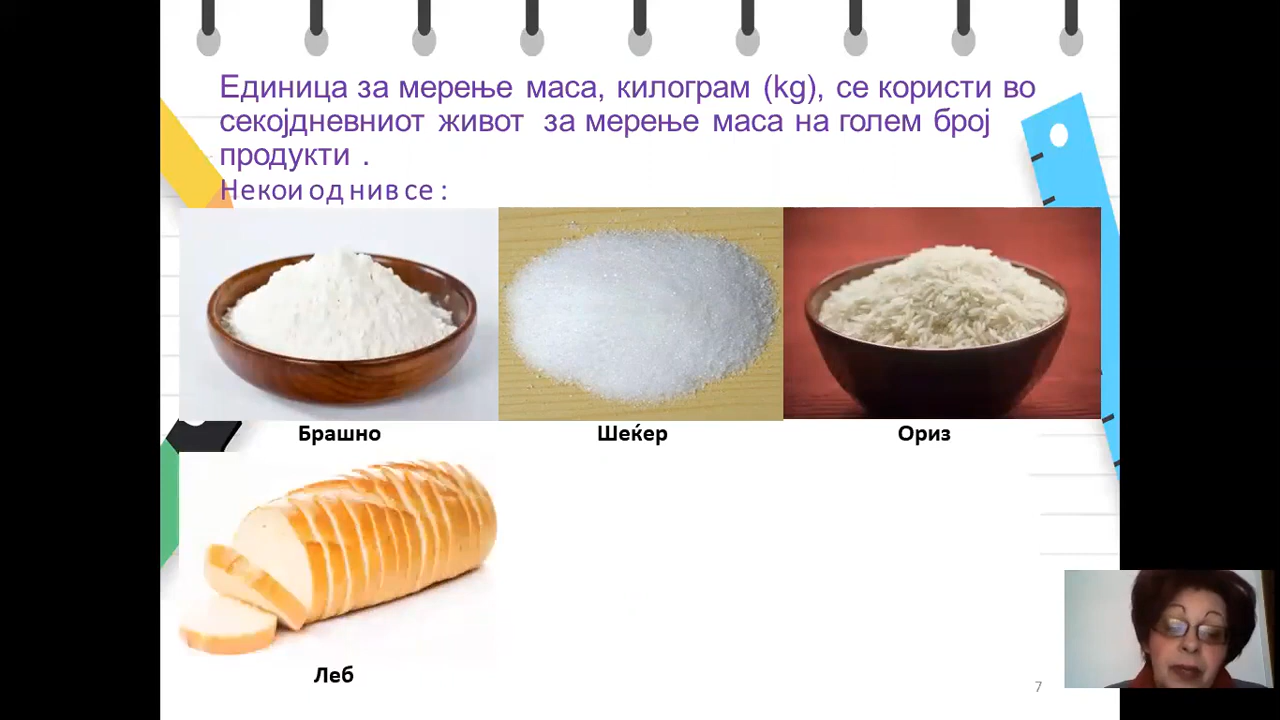 Единица за мерење маса, килограм (kg), се користи во
секојдневниот живот за мерење маса на голем број
продукти .
Некои од нив се :
Брашно
Шеќер
Ориз
Леб
7